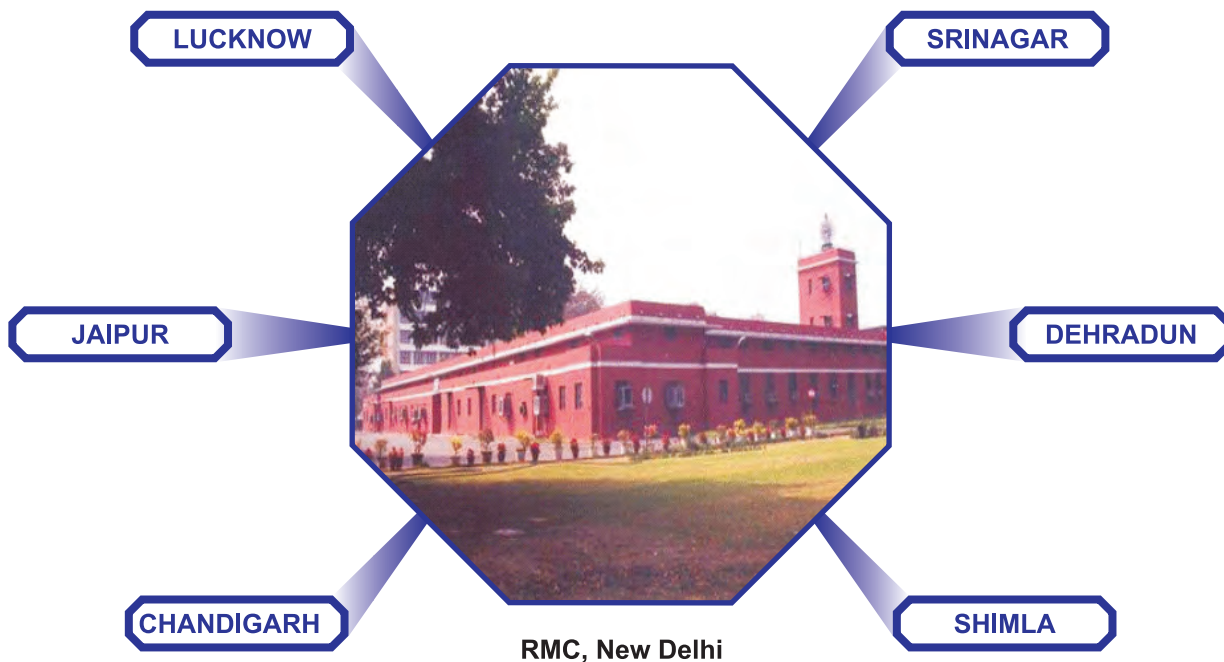 LUCKNOW
SRINAGAR
JAIPUR
DEHRADUN
CHANDIGARH
SHIMLA
RMC, New Delhi